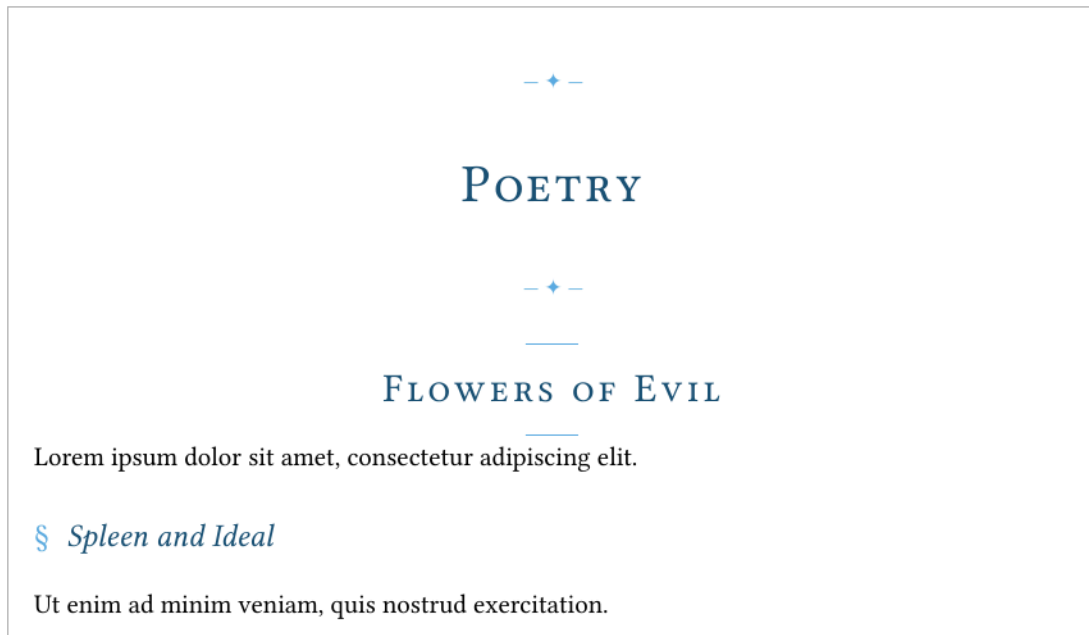 — ✦ —
Poetry
— ✦ —
Flowers of Evil
Lorem ipsum dolor sit amet, consectetur adipiscing elit.
§ Spleen and Ideal
Ut enim ad minim veniam, quis nostrud exercitation.